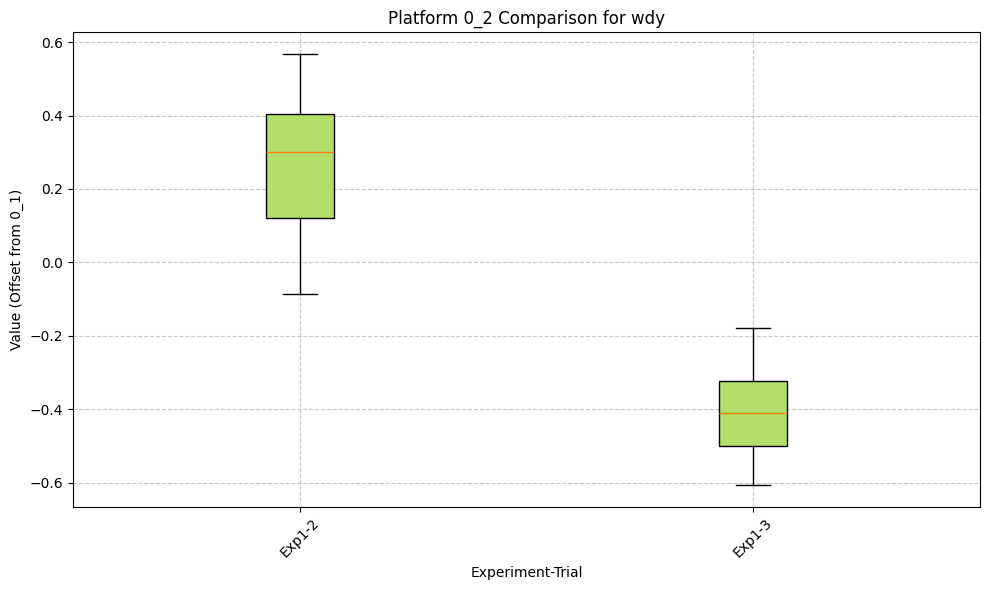 Platform 0_2 Comparison for wdy
Value (Offset from 0_1)
0.6
0.4
0.2
0.0
−0.2
−0.4
−0.6
Exp1-2
Exp1-3
Experiment-Trial